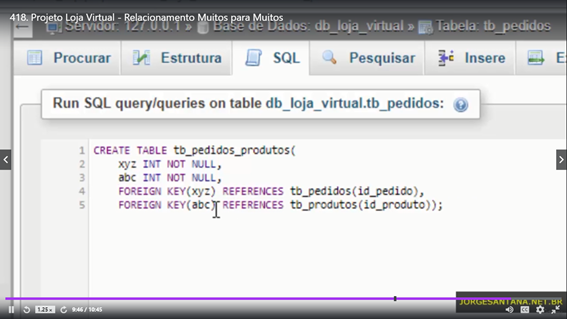 418. Projeto Loja Virtual - Relacionamento Muitos para Muitos
Servidor: 127.0.0.1 » Base de Dados: db_loja_virtual » Tabela: tb_pedidos
Procurar Estrutura SQL Pesquisar Insere
Run SQL query/queries on table db_loja_virtual.tb_pedidos:
1 CREATE TABLE tb_pedidos_produtos(
2 xyz INT NOT NULL,
3 abc INT NOT NULL,
4 FOREIGN KEY(xyz) REFERENCES tb_pedidos(id_pedido),
5 FOREIGN KEY(abc) REFERENCES tb_produtos(id_produto));
JORGESANTANA.NET.BR
1.25x 9:46 / 10:45